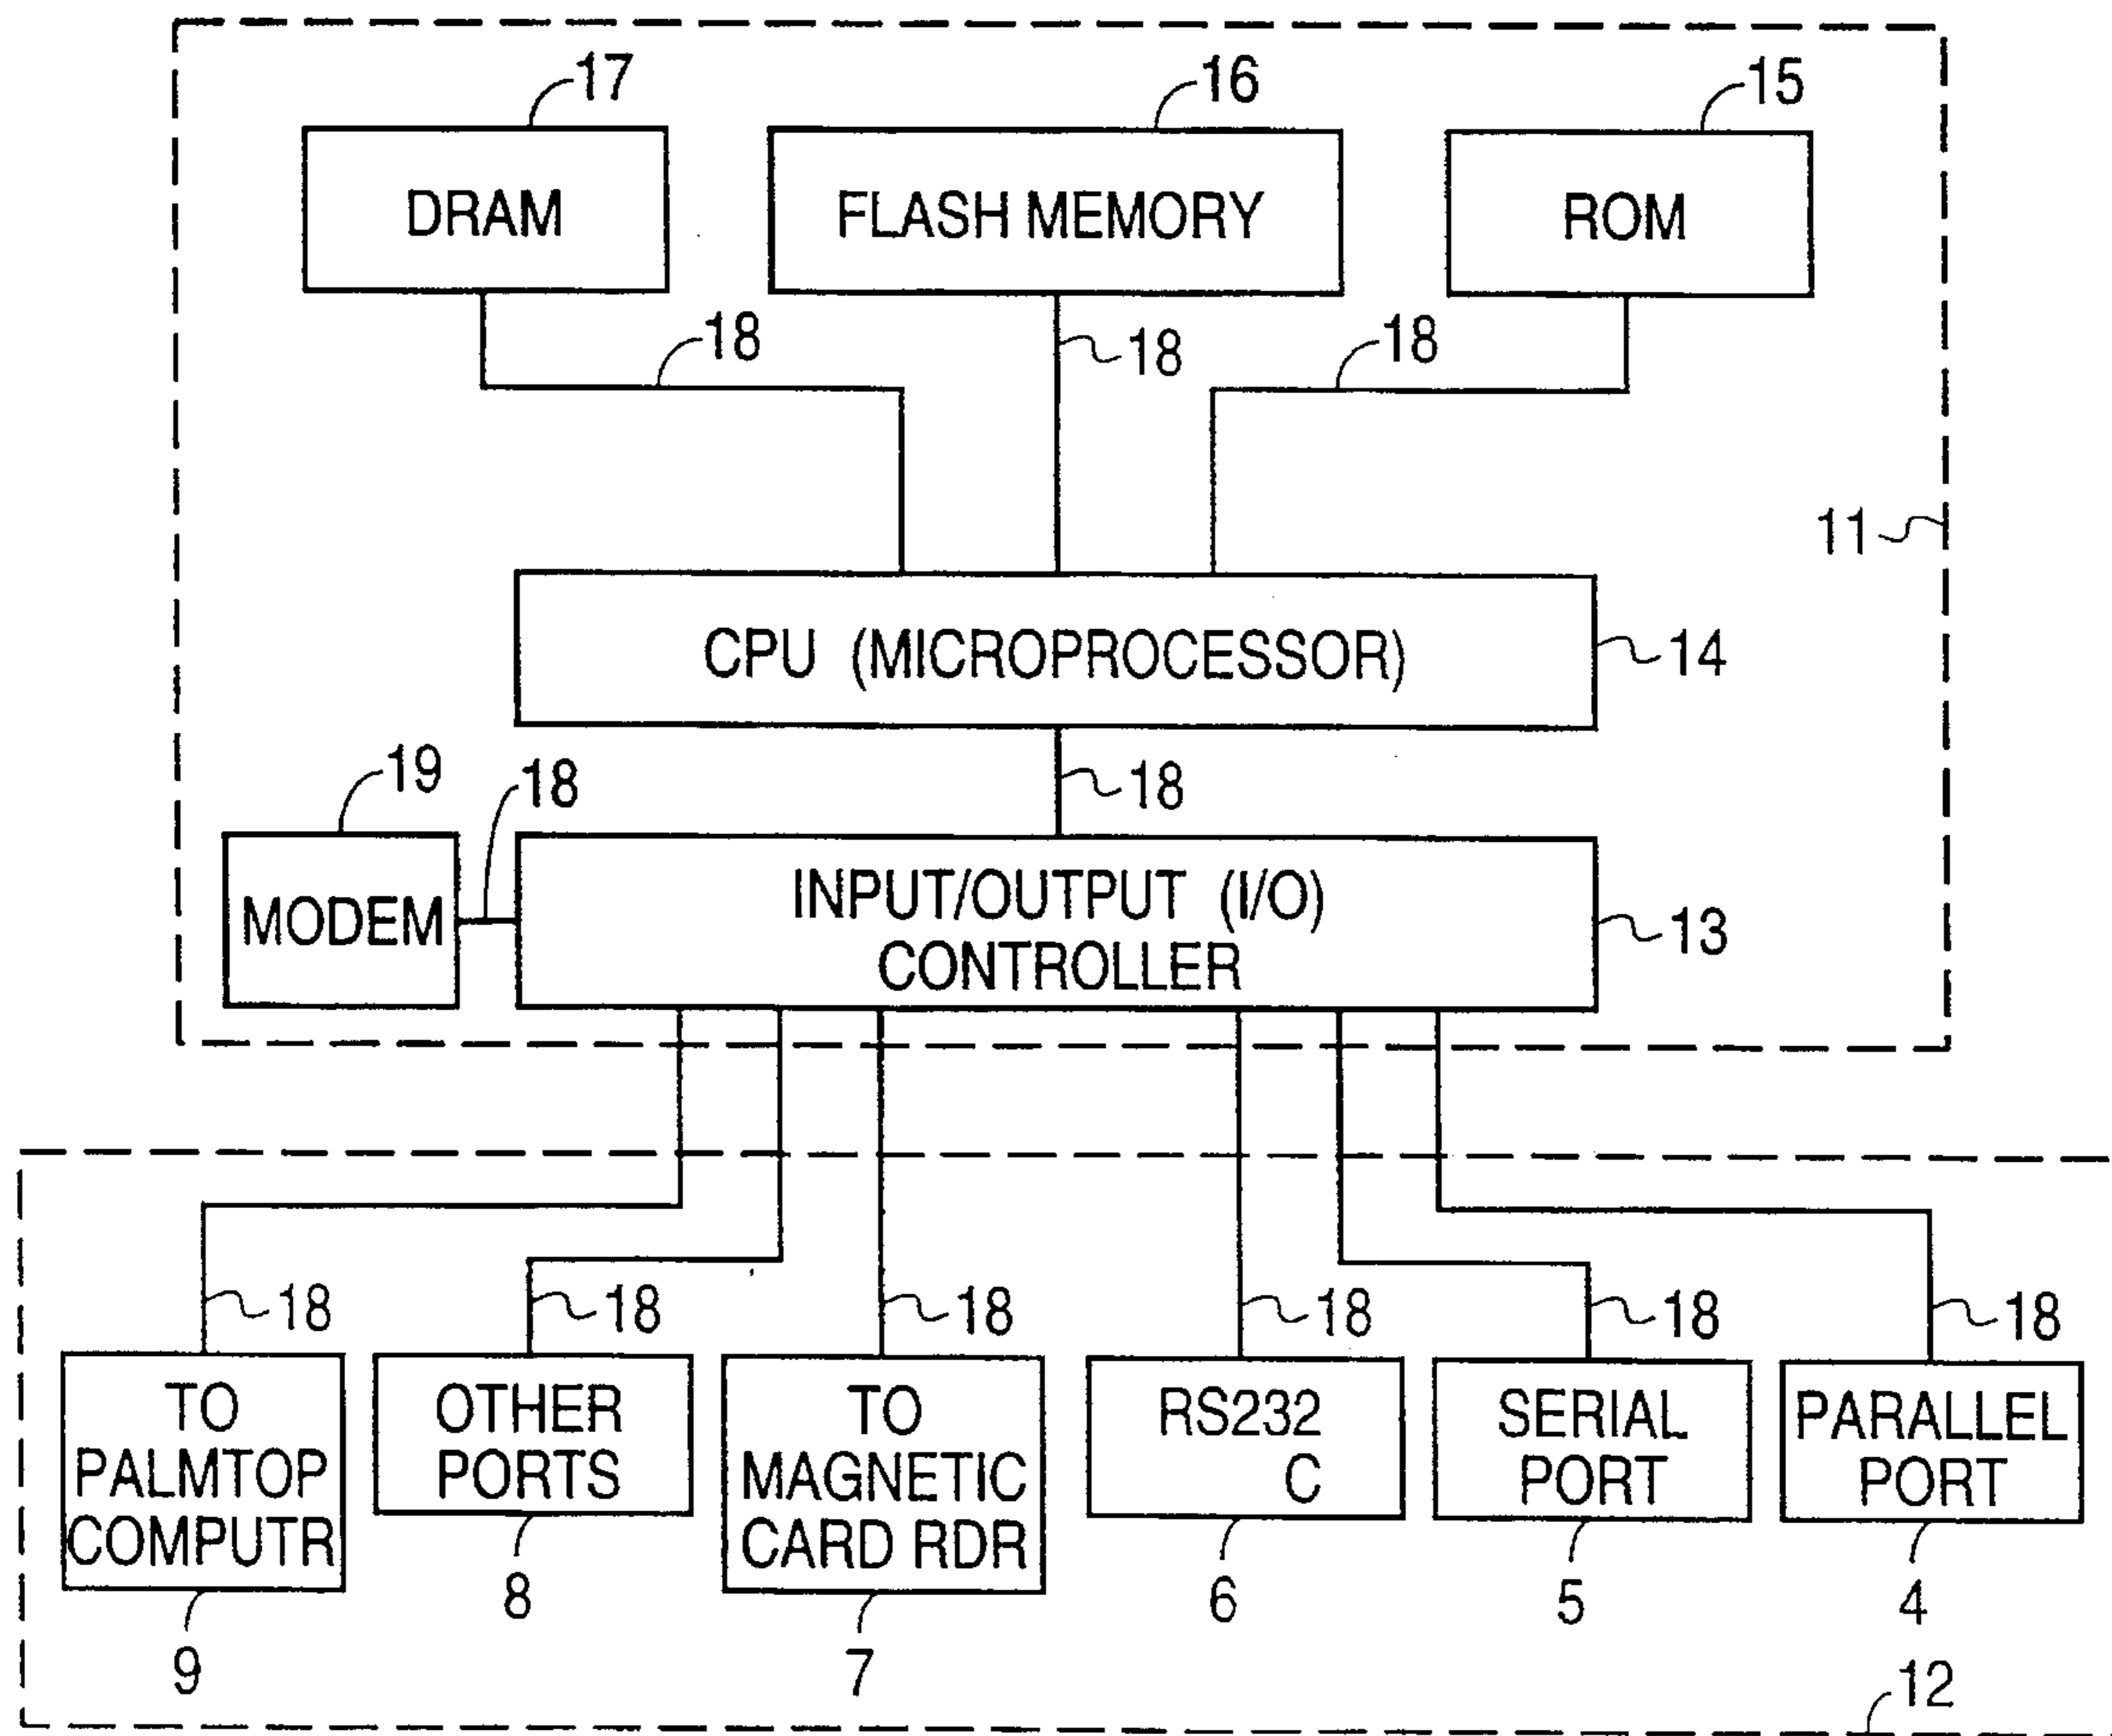 17
16
15
DRAM
FLASH MEMORY
ROM
18
18
18
11
CPU (MICROPROCESSOR)
14
19
18
18
MODEM
INPUT/OUTPUT (I/O)
CONTROLLER
13
18
18
18
18
18
18
TO
PALMTOP
COMPUTR
OTHER
PORTS
TO
MAGNETIC
CARD RDR
RS232
C
SERIAL
PORT
PARALLEL
PORT
9
8
7
6
5
4
12